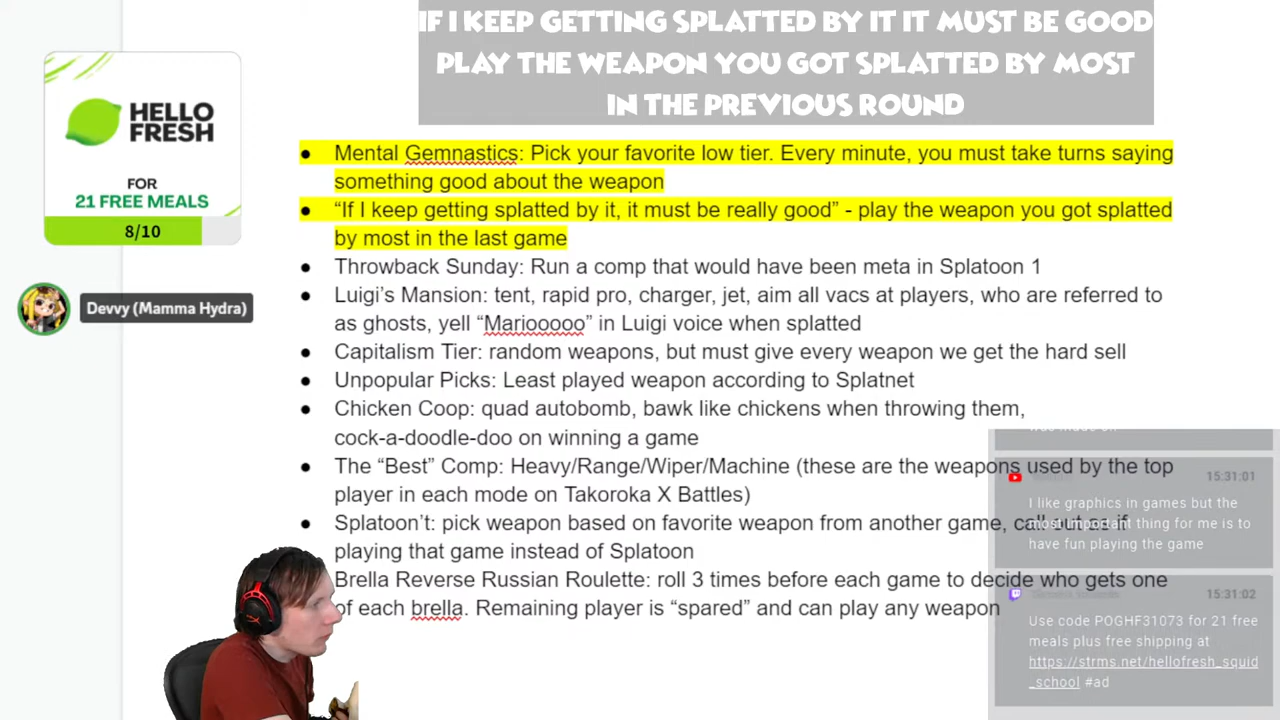 IF I KEEP GETTING SPLATTED BY IT IT MUST BE GOOD
PLAY THE WEAPON YOU GOT SPLATTED BY MOST
IN THE PREVIOUS ROUND
HELLO
FRESH
FOR
21 FREE MEALS
8/10
Devvy (Mamma Hydra)
● Mental Gemnastics: Pick your favorite low tier. Every minute, you must take turns saying
something good about the weapon
● “If I keep getting splatted by it, it must be really good” - play the weapon you got splatted
by most in the last game
● Throwback Sunday: Run a comp that would have been meta in Splatoon 1
● Luigi’s Mansion: tent, rapid pro, charger, jet, aim all vacs at players, who are referred to
as ghosts, yell “Mariooooo” in Luigi voice when splatted
● Capitalism Tier: random weapons, but must give every weapon we get the hard sell
● Unpopular Picks: Least played weapon according to Splatnet
● Chicken Coop: quad autobomb, bawk like chickens when throwing them,
cock-a-doodle-doo on winning a game
● The “Best” Comp: Heavy/Range/Wiper/Machine (these are the weapons used by the top
player in each mode on Takoroka X Battles)
● Splatoon’t: pick weapon based on favorite weapon from another game, call out as if
playing that game instead of Splatoon
Brella Reverse Russian Roulette: roll 3 times before each game to decide who gets one
of each brella. Remaining player is “spared” and can play any weapon
was made on
15:31:01
I like graphics in games but the
most important thing for me is to
have fun playing the game
15:31:02
Use code POGHF31073 for 21 free
meals plus free shipping at
https://strms.net/hellofresh_squid
_school #ad